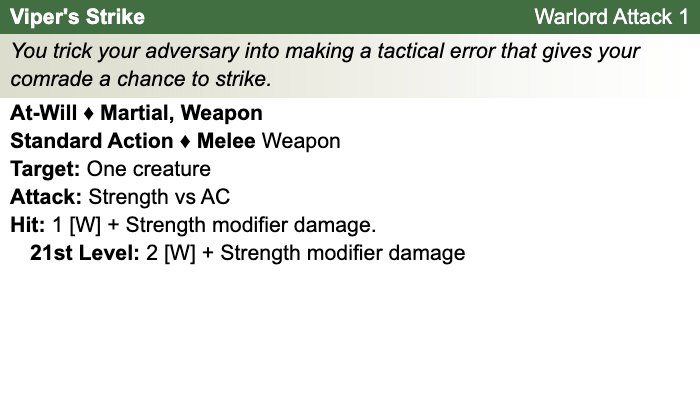 Viper's Strike Warlord Attack 1
You trick your adversary into making a tactical error that gives your
comrade a chance to strike.
At-Will ♦ Martial, Weapon
Standard Action ♦ Melee Weapon
Target: One creature
Attack: Strength vs AC
Hit: 1 [W] + Strength modifier damage.
21st Level: 2 [W] + Strength modifier damage